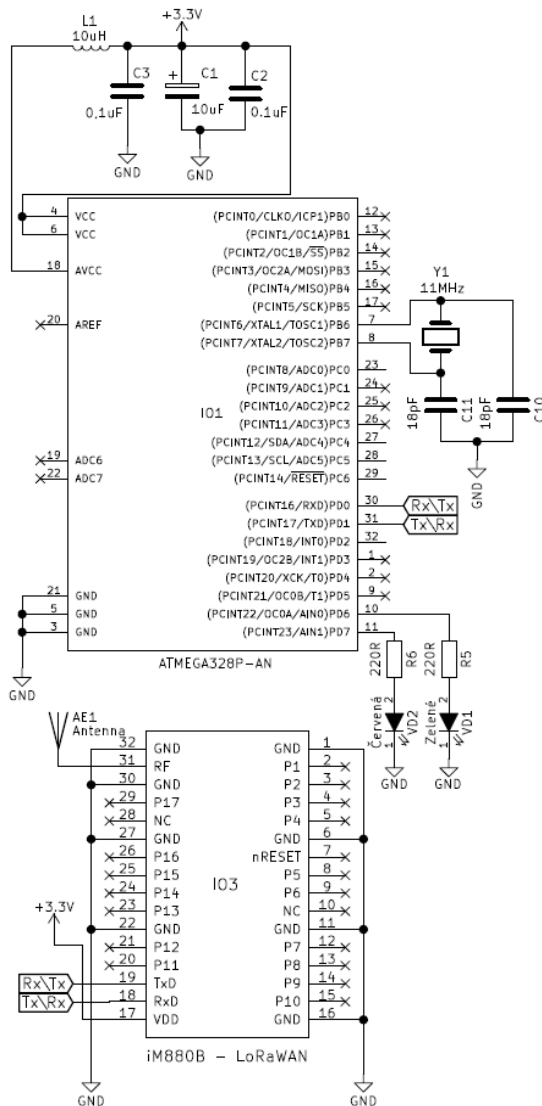 +3.3V
L1
10uH
C3
0,1uF
+
C1
10uF
C2
0.1uF
GND
GND
4 VCC
6 VCC
18 AVCC
20 AREF
19 ADC6
22 ADC7
21 GND
5 GND
3 GND
GND
IO1
(PCINT0/CLKO/ICP1)PB0 12
(PCINT1/OC1A)PB1 13
(PCINT2/OC1B/SS)PB2 14
(PCINT3/OC2A/MOSI)PB3 15
(PCINT4/MISO)PB4 16
(PCINT5/SCK)PB5 17
(PCINT6/XTAL1/TOSC1)PB6 7
(PCINT7/XTAL2/TOSC2)PB7 8
(PCINT8/ADC0)PC0 23
(PCINT9/ADC1)PC1 24
(PCINT10/ADC2)PC2 25
(PCINT11/ADC3)PC3 26
(PCINT12/SDA/ADC4)PC4 27
(PCINT13/SCL/ADC5)PC5 28
(PCINT14/RESET)PC6 29
(PCINT16/RXD)PD0 30
(PCINT17/TXD)PD1 31
(PCINT18/INT0)PD2 32
(PCINT19/OC2B/INT1)PD3 1
(PCINT20/XCK/T0)PD4 2
(PCINT21/OC0B/T1)PD5 9
(PCINT22/OC0A/AIN0)PD6 10
(PCINT23/AIN1)PD7 11
ATMEGA328P-AN
Y1
11MHz
18pF
C11
18pF
C10
GND
Rx\Tx
Tx\Rx
220R
R6
220R
R5
Červená
2
1
VD2
Zelené
2
1
VD1
GND
GND
AE1
Antenna
32 GND
31 RF
30 GND
29 P17
28 NC
27 GND
26 P16
25 P15
24 P14
23 P13
22 GND
21 P12
20 P11
19 TxD
18 RxD
17 VDD
+3.3V
Rx\Tx
Tx\Rx
IO3
GND 1
P1 2
P2 3
P3 4
P4 5
GND 6
nRESET 7
P5 8
P6 9
NC 10
GND 11
P7 12
P8 13
P9 14
P10 15
GND 16
iM880B - LoRaWAN
GND
GND